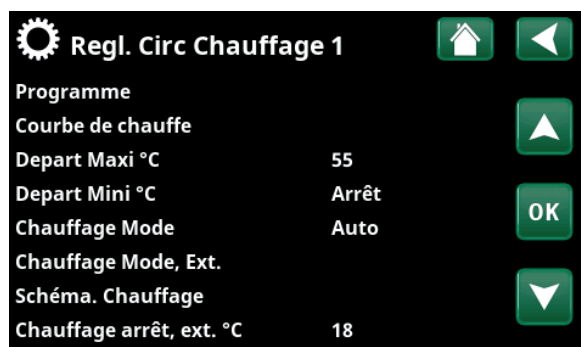 Regl. Circ Chauffage 1
Programme
Courbe de chauffe
Depart Maxi °C 55
Depart Mini °C Arrêt
Chauffage Mode Auto
OK
Chauffage Mode, Ext.
Schéma. Chauffage
Chauffage arrêt, ext. °C 18